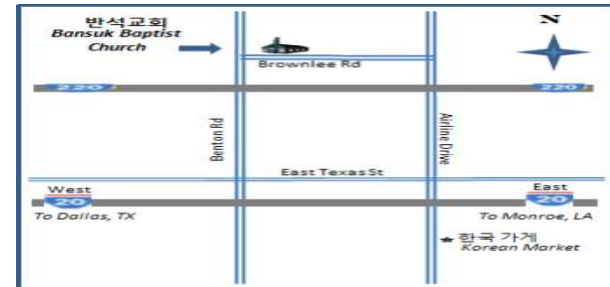 반석교회
Bansuk Baptist
Church
N
Brownlee Rd
220
220
Benton Rd
Airline Drive
East Texas St
West
20
To Dallas, TX
East
20
To Monroe, LA
한국 가게
Korean Market